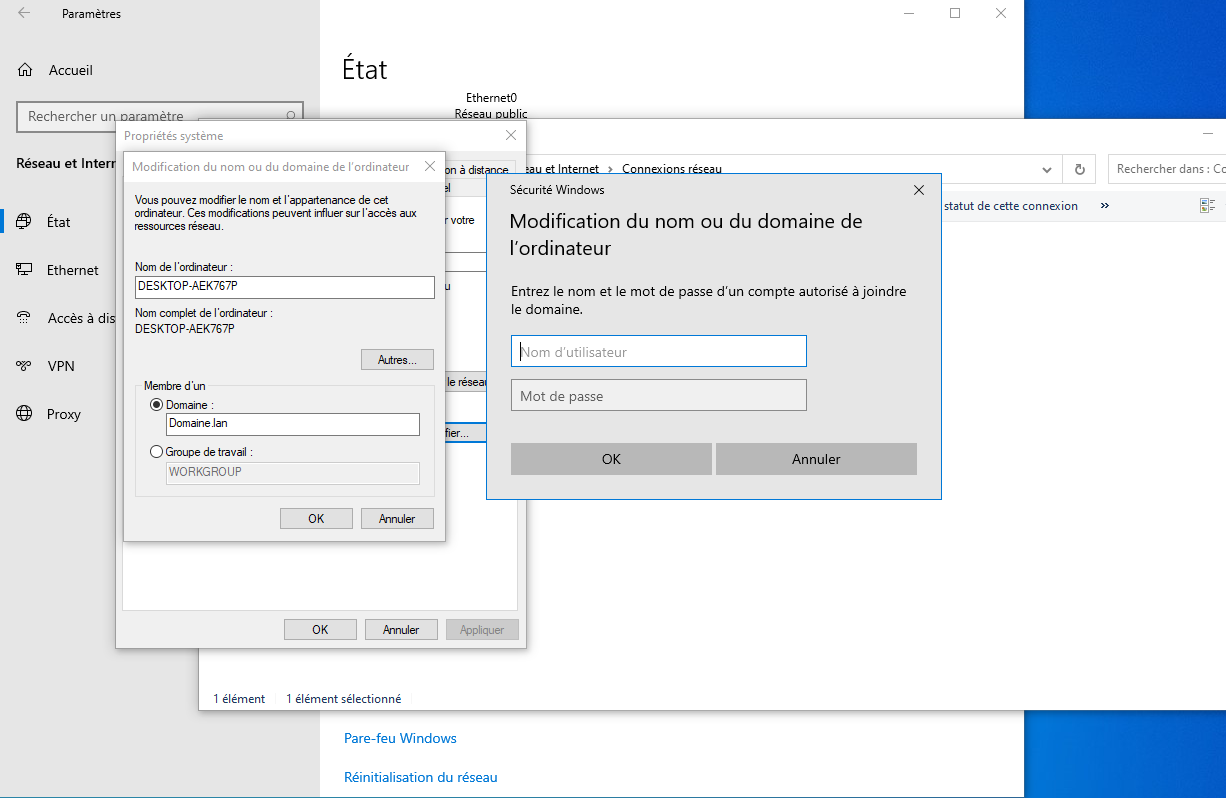 Paramètres
Accueil
Rechercher un paramètre
Réseau et Intern
État
Ethernet
Accès à dis
VPN
Proxy
État
Ethernet0
Réseau public
Propriétés système
on à distance
Modification du nom ou du domaine de l'ordinateur
Vous pouvez modifier le nom et l'appartenance de cet
ordinateur. Ces modifications peuvent influer sur l'accès aux
ressources réseau.
Nom de l'ordinateur :
DESKTOP-AEK767P
Nom complet de l'ordinateur :
DESKTOP-AEK767P
Autres...
Membre d'un
Domaine :
Domaine.lan
Groupe de travail :
WORKGROUP
OK
Annuler
el
r votre
u
le réseau
fier...
OK
Annuler
Appliquer
eau et Internet > Connexions réseau
Rechercher dans : Co
statut de cette connexion
»
Sécurité Windows
Modification du nom ou du domaine de
l'ordinateur
Entrez le nom et le mot de passe d'un compte autorisé à joindre
le domaine.
Nom d'utilisateur
Mot de passe
OK
Annuler
1 élément
1 élément sélectionné
Pare-feu Windows
Réinitialisation du réseau